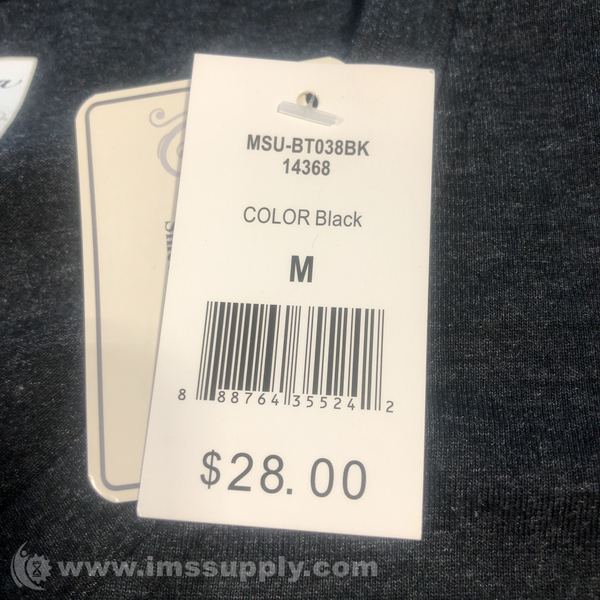 MSU-BT038BK
14368
COLOR Black
M
8 88764 35524 2
$28.00
www.imssupply.com